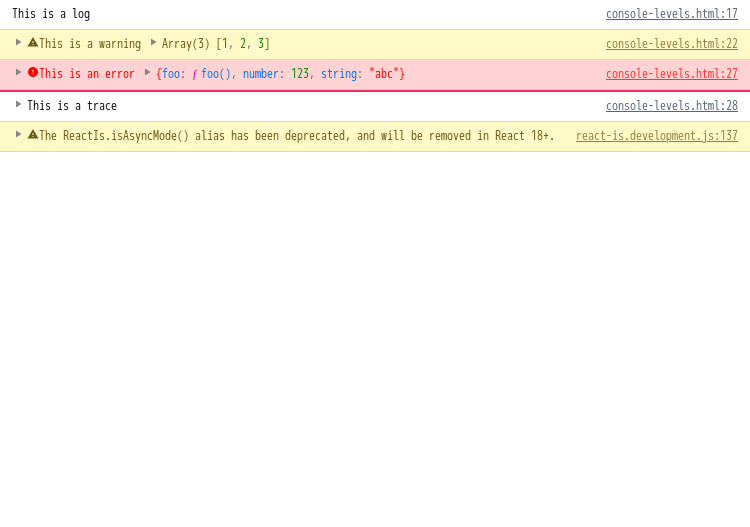 This is a log console-levels.html:17
This is a warning Array(3) [1, 2, 3] console-levels.html:22
This is an error {foo: ƒ foo(), number: 123, string: "abc"} console-levels.html:27
This is a trace console-levels.html:28
The ReactIs.isAsyncMode() alias has been deprecated, and will be removed in React 18+. react-is.development.js:137